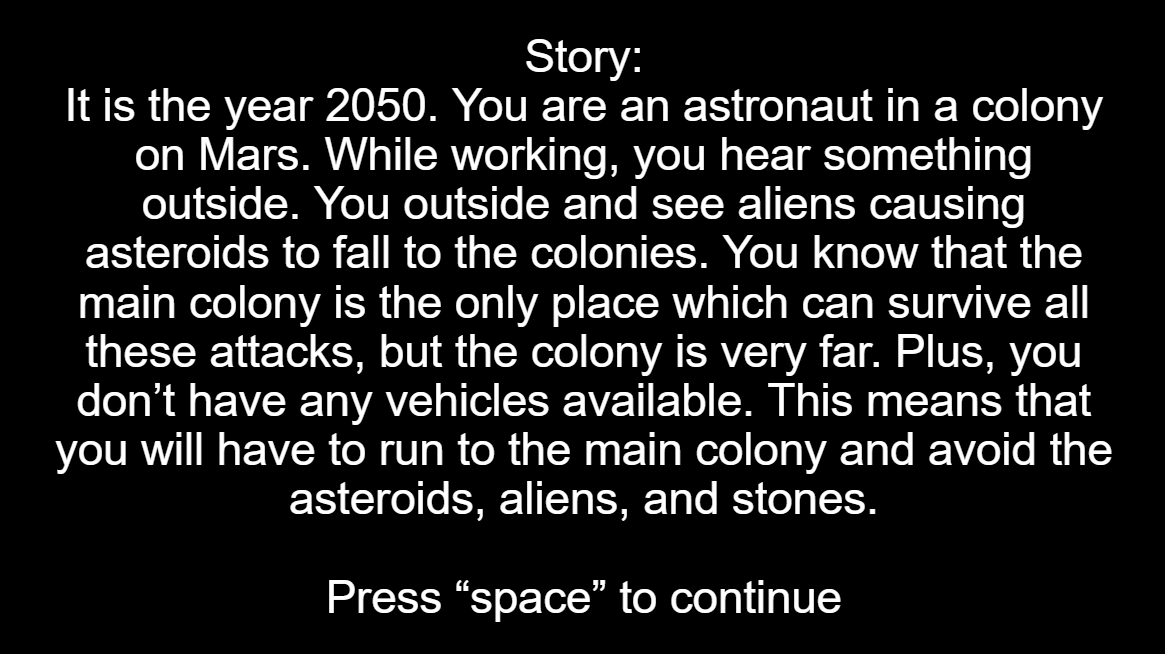 Story:
It is the year 2050. You are an astronaut in a colony
on Mars. While working, you hear something
outside. You outside and see aliens causing
asteroids to fall to the colonies. You know that the
main colony is the only place which can survive all
these attacks, but the colony is very far. Plus, you
don’t have any vehicles available. This means that
you will have to run to the main colony and avoid the
asteroids, aliens, and stones.
Press “space” to continue